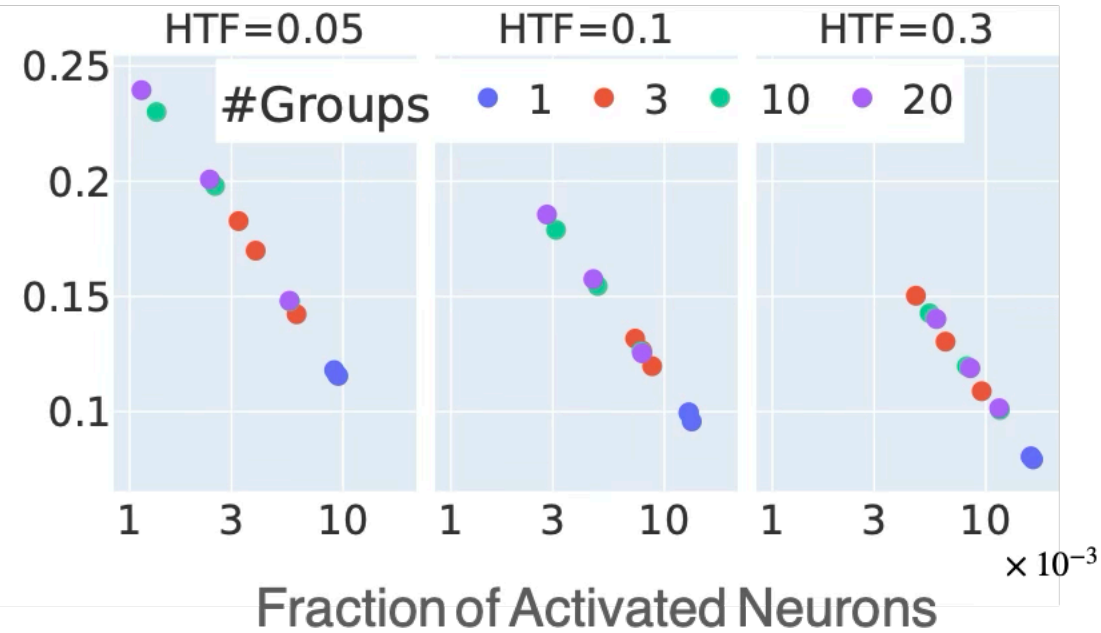 HTF=0.05 HTF=0.1 HTF=0.3
0.25
#Groups 1 3 10 20
0.2
0.15
0.1
1 3 10 1 3 10 1 3 10
× 10⁻³
Fraction of Activated Neurons